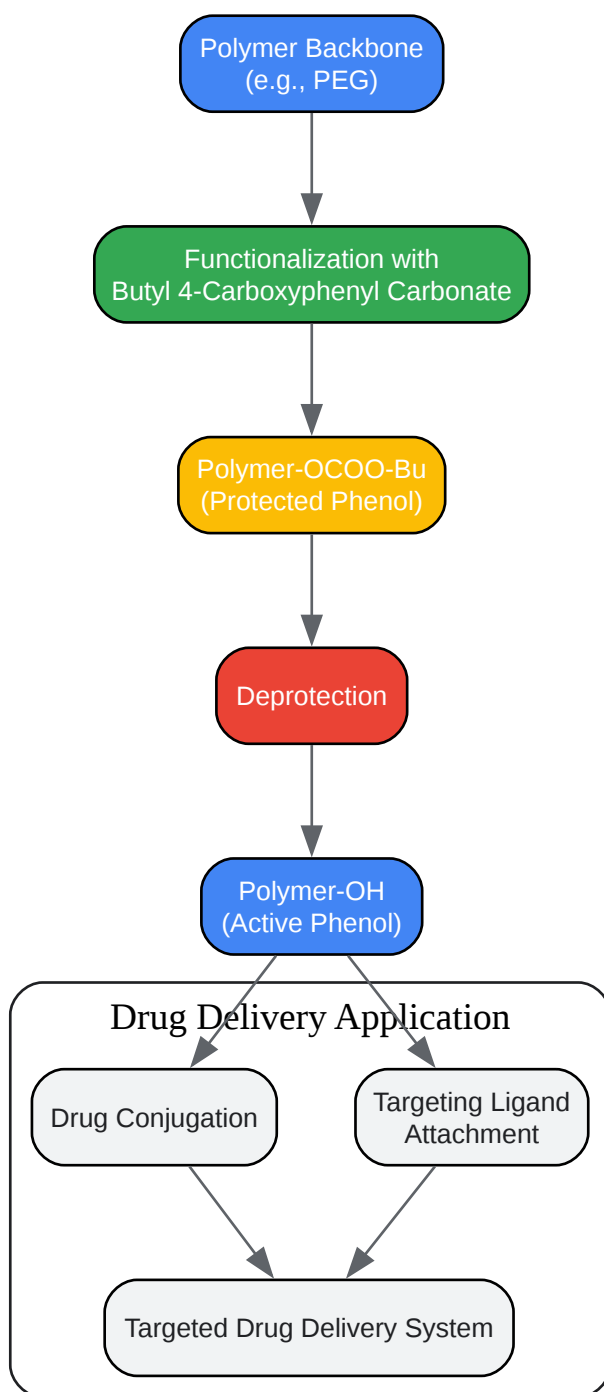 Polymer Backbone
(e.g., PEG)
Functionalization with
Butyl 4-Carboxyphenyl Carbonate
Polymer-OCOO-Bu
(Protected Phenol)
Deprotection
Polymer-OH
(Active Phenol)
Drug Delivery Application
Drug Conjugation
Targeting Ligand
Attachment
Targeted Drug Delivery System